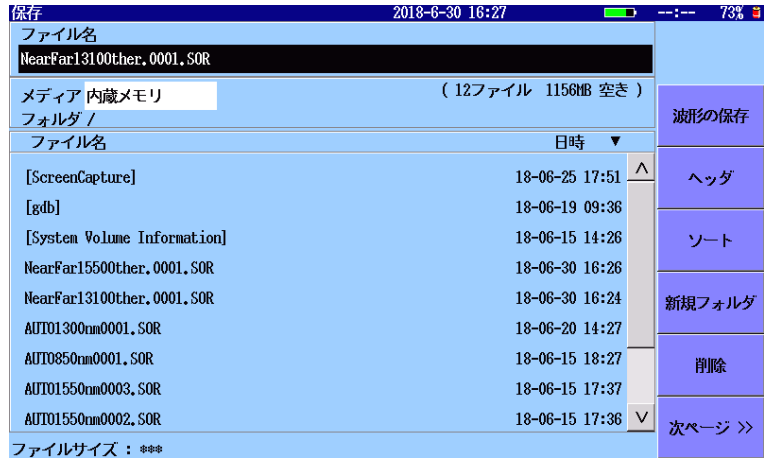 保存 2018-6-30 16:27 --:-- 73%
ファイル名
NearFar13100ther.0001.SOR
メディア 内蔵メモリ ( 12ファイル 1156MB 空き )
フォルダ /
ファイル名 日時 ▼
[ScreenCapture] 18-06-25 17:51
[gdb] 18-06-19 09:36
[System Volume Information] 18-06-15 14:26
NearFar15500ther.0001.SOR 18-06-30 16:26
NearFar13100ther.0001.SOR 18-06-30 16:24
AUTO1300nm0001.SOR 18-06-20 14:27
AUTO850nm0001.SOR 18-06-15 18:27
AUTO1550nm0003.SOR 18-06-15 17:37
AUTO1550nm0002.SOR 18-06-15 17:36
ファイルサイズ : ***
波形の保存
ヘッダ
ソート
新規フォルダ
削除
次ページ >>